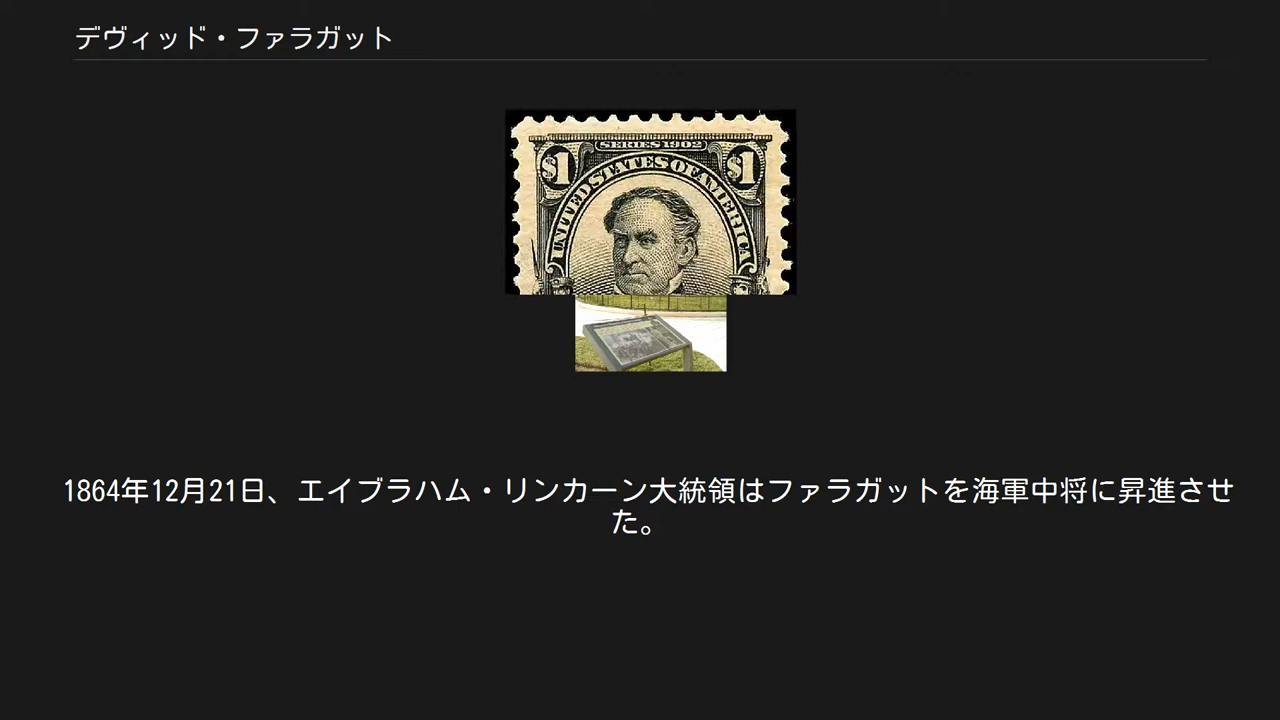 デヴィッド・ファラガット
SERIES 1902
$1 $1
UNITED STATES OF AMERICA
1864年12月21日、エイブラハム・リンカーン大統領はファラガットを海軍中将に昇進させ
た。